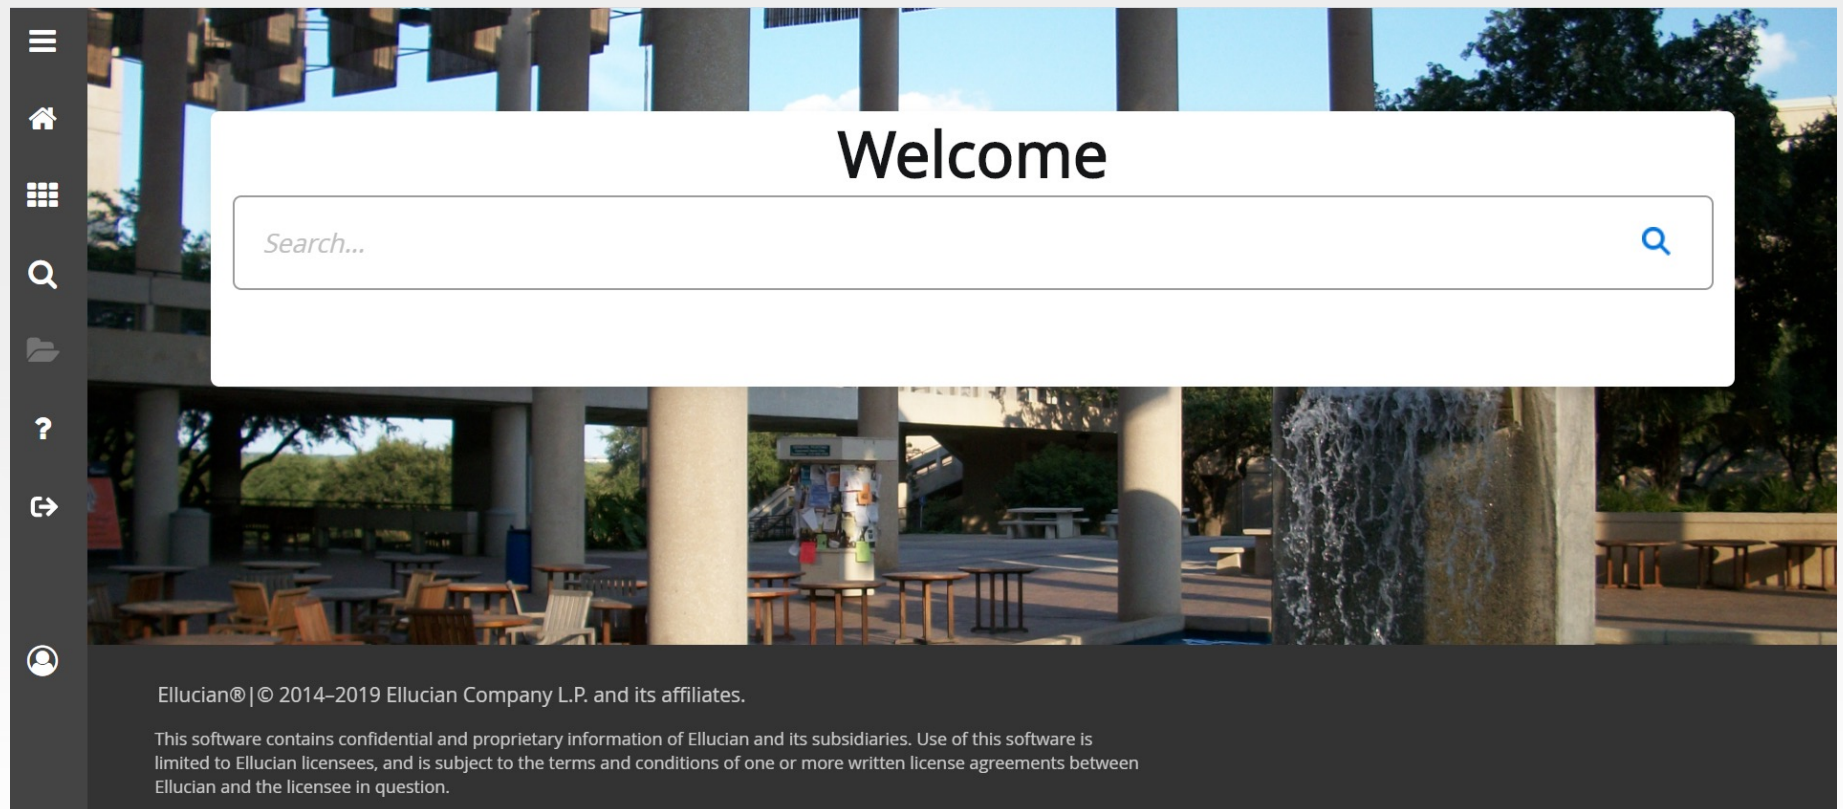 Welcome
Search...
Ellucian®|© 2014–2019 Ellucian Company L.P. and its affiliates.
This software contains confidential and proprietary information of Ellucian and its subsidiaries. Use of this software is
limited to Ellucian licensees, and is subject to the terms and conditions of one or more written license agreements between
Ellucian and the licensee in question.